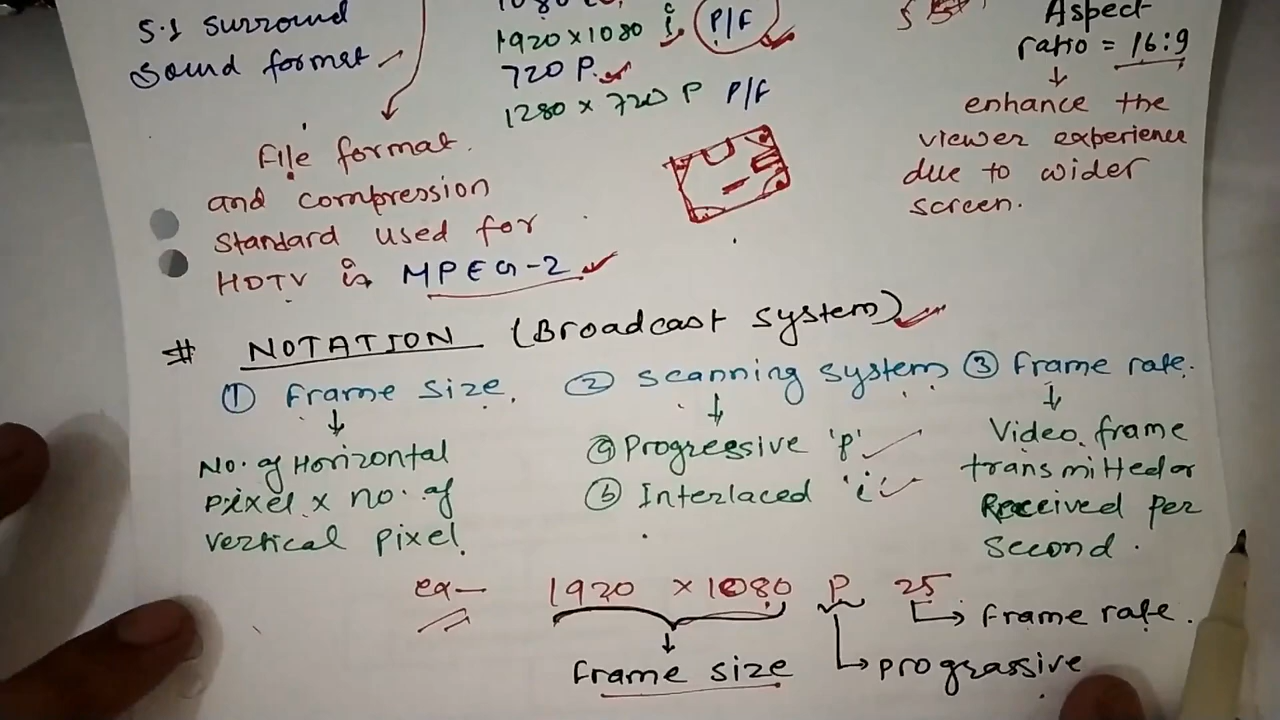 5.1 surround
Sound format
1920 x 1080 i P/F
720 P.
1280 x 720 P P/F
Aspect
ratio = 16:9
enhance the
viewer experience
due to wider
screen.
File format.
and compression
standard used for
HDTV is MPEG-2
# NOTATION (Broadcast system)
① Frame size.
No. of Horizontal
pixel x no. of
vertical pixel.
② Scanning system
ⓐ Progressive 'p'
ⓑ Interlaced 'i'
③ Frame rate.
Video frame
transmitted or
Received per
second.
ex- 1920 x 1080 P 25
Frame rate.
Frame size
prograssive